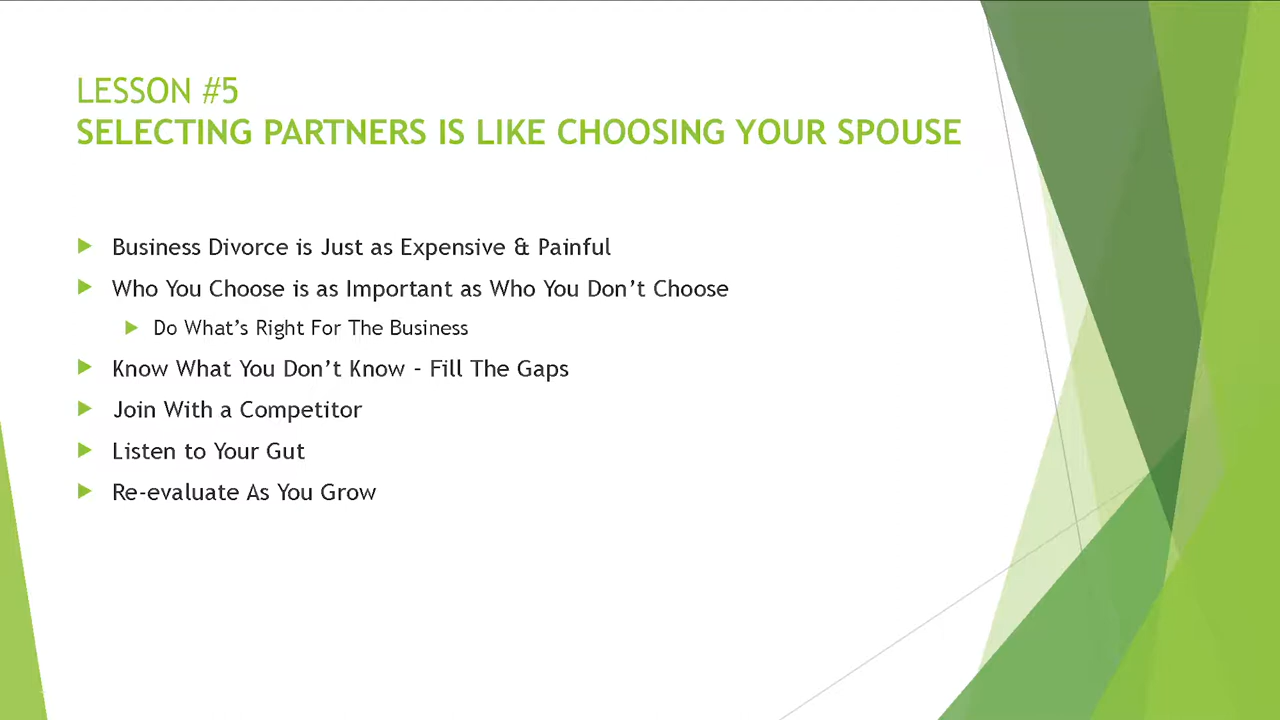 LESSON #5
SELECTING PARTNERS IS LIKE CHOOSING YOUR SPOUSE
Business Divorce is Just as Expensive & Painful
Who You Choose is as Important as Who You Don’t Choose
Do What’s Right For The Business
Know What You Don’t Know – Fill The Gaps
Join With a Competitor
Listen to Your Gut
Re-evaluate As You Grow